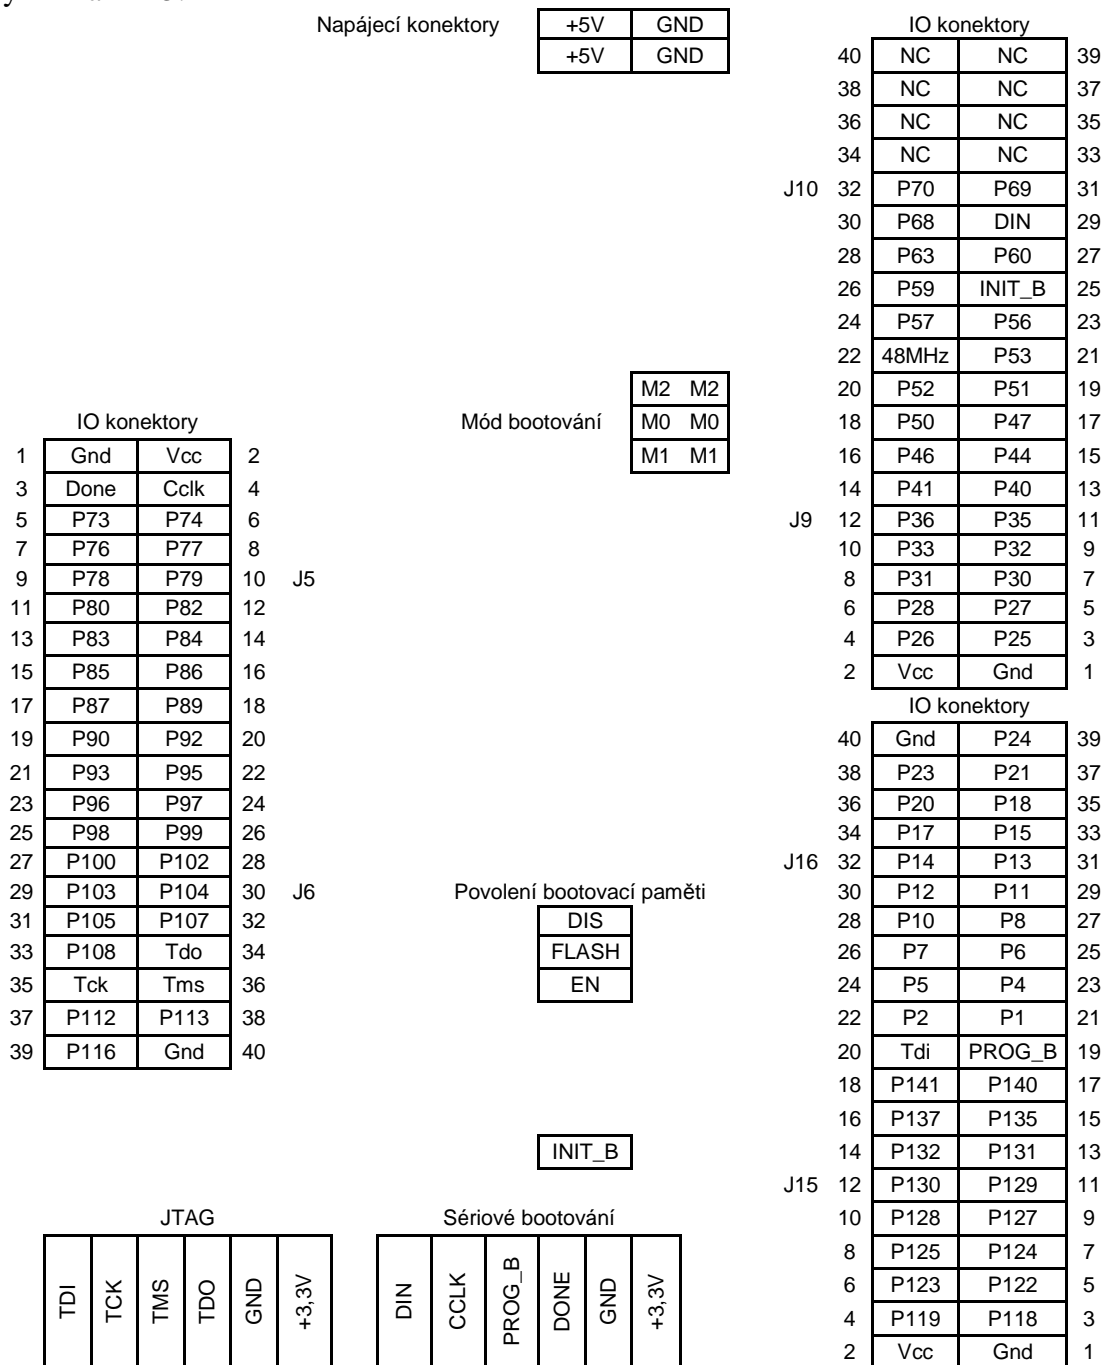 Napájecí konektory +5V GND IO konektory
+5V GND 40 NC NC 39
38 NC NC 37
36 NC NC 35
34 NC NC 33
J10 32 P70 P69 31
30 P68 DIN 29
28 P63 P60 27
26 P59 INIT_B 25
24 P57 P56 23
22 48MHz P53 21
M2 M2 20 P52 P51 19
IO konektory Mód bootování M0 M0 18 P50 P47 17
1 Gnd Vcc 2 M1 M1 16 P46 P44 15
3 Done Cclk 4 14 P41 P40 13
5 P73 P74 6 J9 12 P36 P35 11
7 P76 P77 8 10 P33 P32 9
9 P78 P79 10 J5 8 P31 P30 7
11 P80 P82 12 6 P28 P27 5
13 P83 P84 14 4 P26 P25 3
15 P85 P86 16 2 Vcc Gnd 1
17 P87 P89 18 IO konektory
19 P90 P92 20 40 Gnd P24 39
21 P93 P95 22 38 P23 P21 37
23 P96 P97 24 36 P20 P18 35
25 P98 P99 26 34 P17 P15 33
27 P100 P102 28 J16 32 P14 P13 31
29 P103 P104 30 J6 Povolení bootovací paměti 30 P12 P11 29
31 P105 P107 32 DIS 28 P10 P8 27
33 P108 Tdo 34 FLASH 26 P7 P6 25
35 Tck Tms 36 EN 24 P5 P4 23
37 P112 P113 38 22 P2 P1 21
39 P116 Gnd 40 20 Tdi PROG_B 19
18 P141 P140 17
16 P137 P135 15
INIT_B 14 P132 P131 13
J15 12 P130 P129 11
JTAG Sériové bootování 10 P128 P127 9
8 P125 P124 7
TDI TCK TMS TDO GND +3,3V DIN CCLK PROG_B DONE GND +3,3V 6 P123 P122 5
4 P119 P118 3
2 Vcc Gnd 1